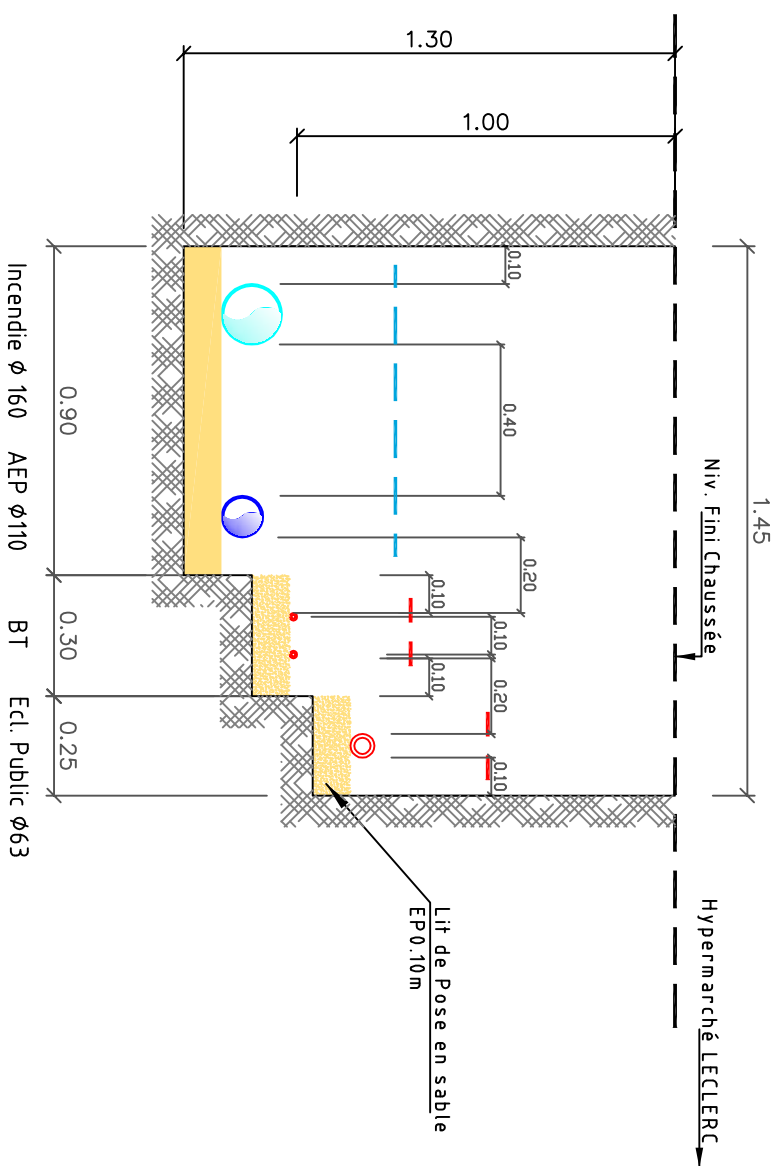 Hypermarché LECLERC
Niv. Fini Chaussée
1.45
1.30
1.00
0.10
0.40
0.20
0.10
0.10
0.10
0.20
0.10
Lit de Pose en sable
EP0.10m
0.90
0.30
0.25
Incendie ϕ 160 AEP ϕ110 BT Ecl. Public ϕ63